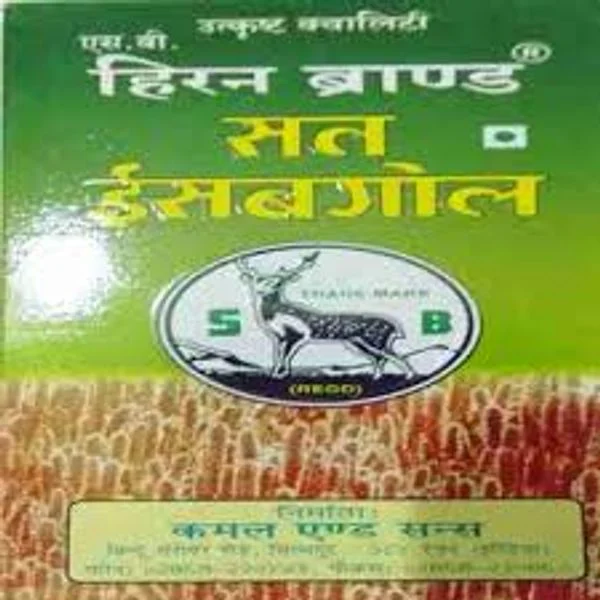 उत्कृष्ट क्वालिटी
एस.बी.
हिरन ब्राण्ड ®
सत
ईसबगोल
TRADE MARK
S B
(REGD)
निर्माता:
कमल एण्ड सन्स